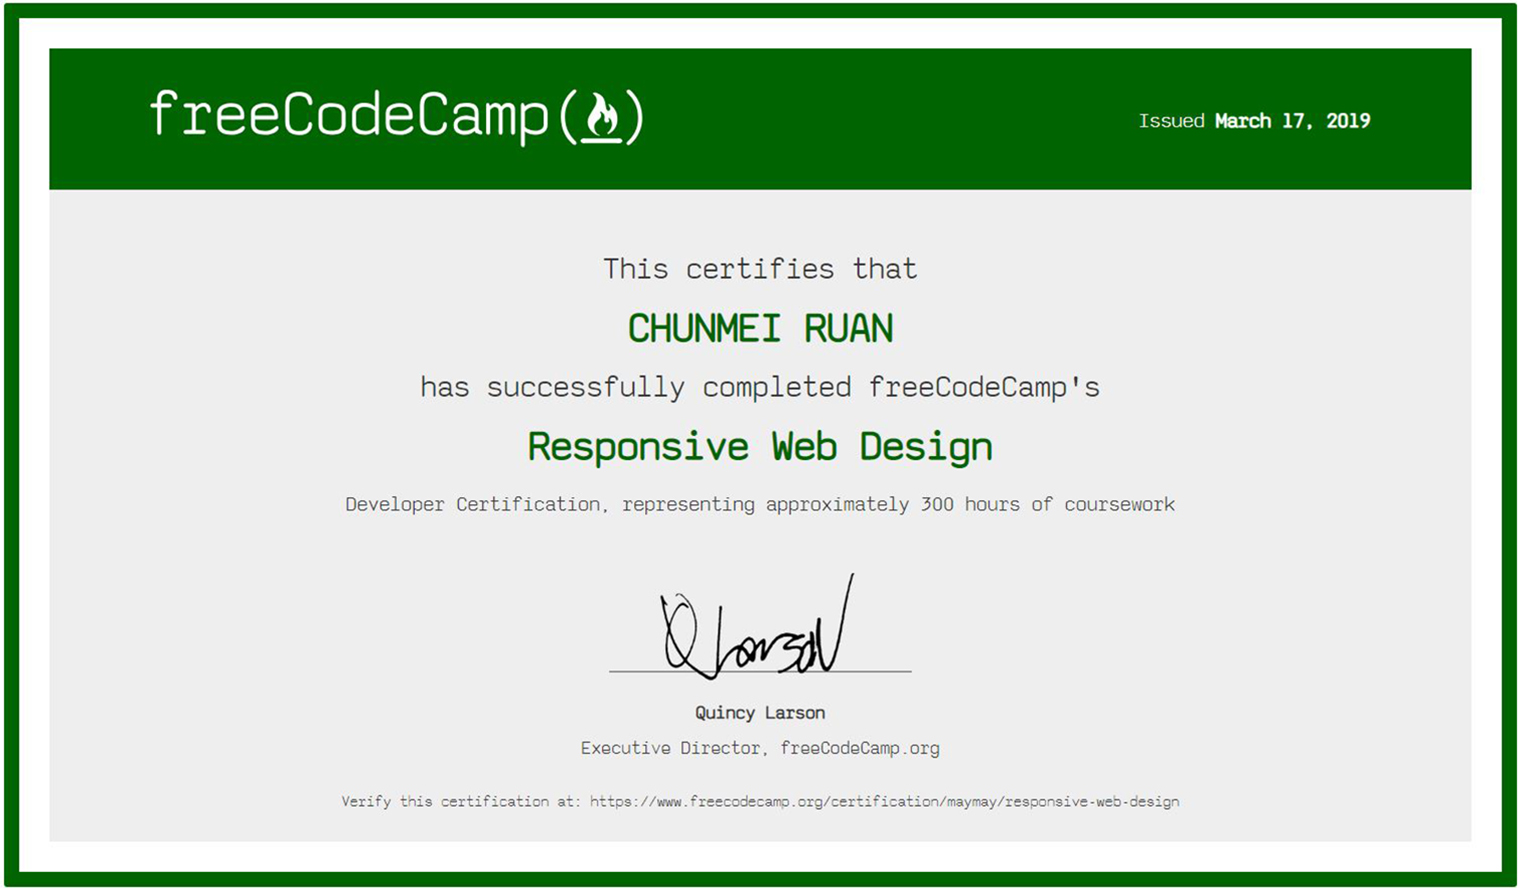 freeCodeCamp(🔥)
Issued March 17, 2019
This certifies that
CHUNMEI RUAN
has successfully completed freeCodeCamp's
Responsive Web Design
Developer Certification, representing approximately 300 hours of coursework
Q Larson
Quincy Larson
Executive Director, freeCodeCamp.org
Verify this certification at: https://www.freecodecamp.org/certification/maymay/responsive-web-design